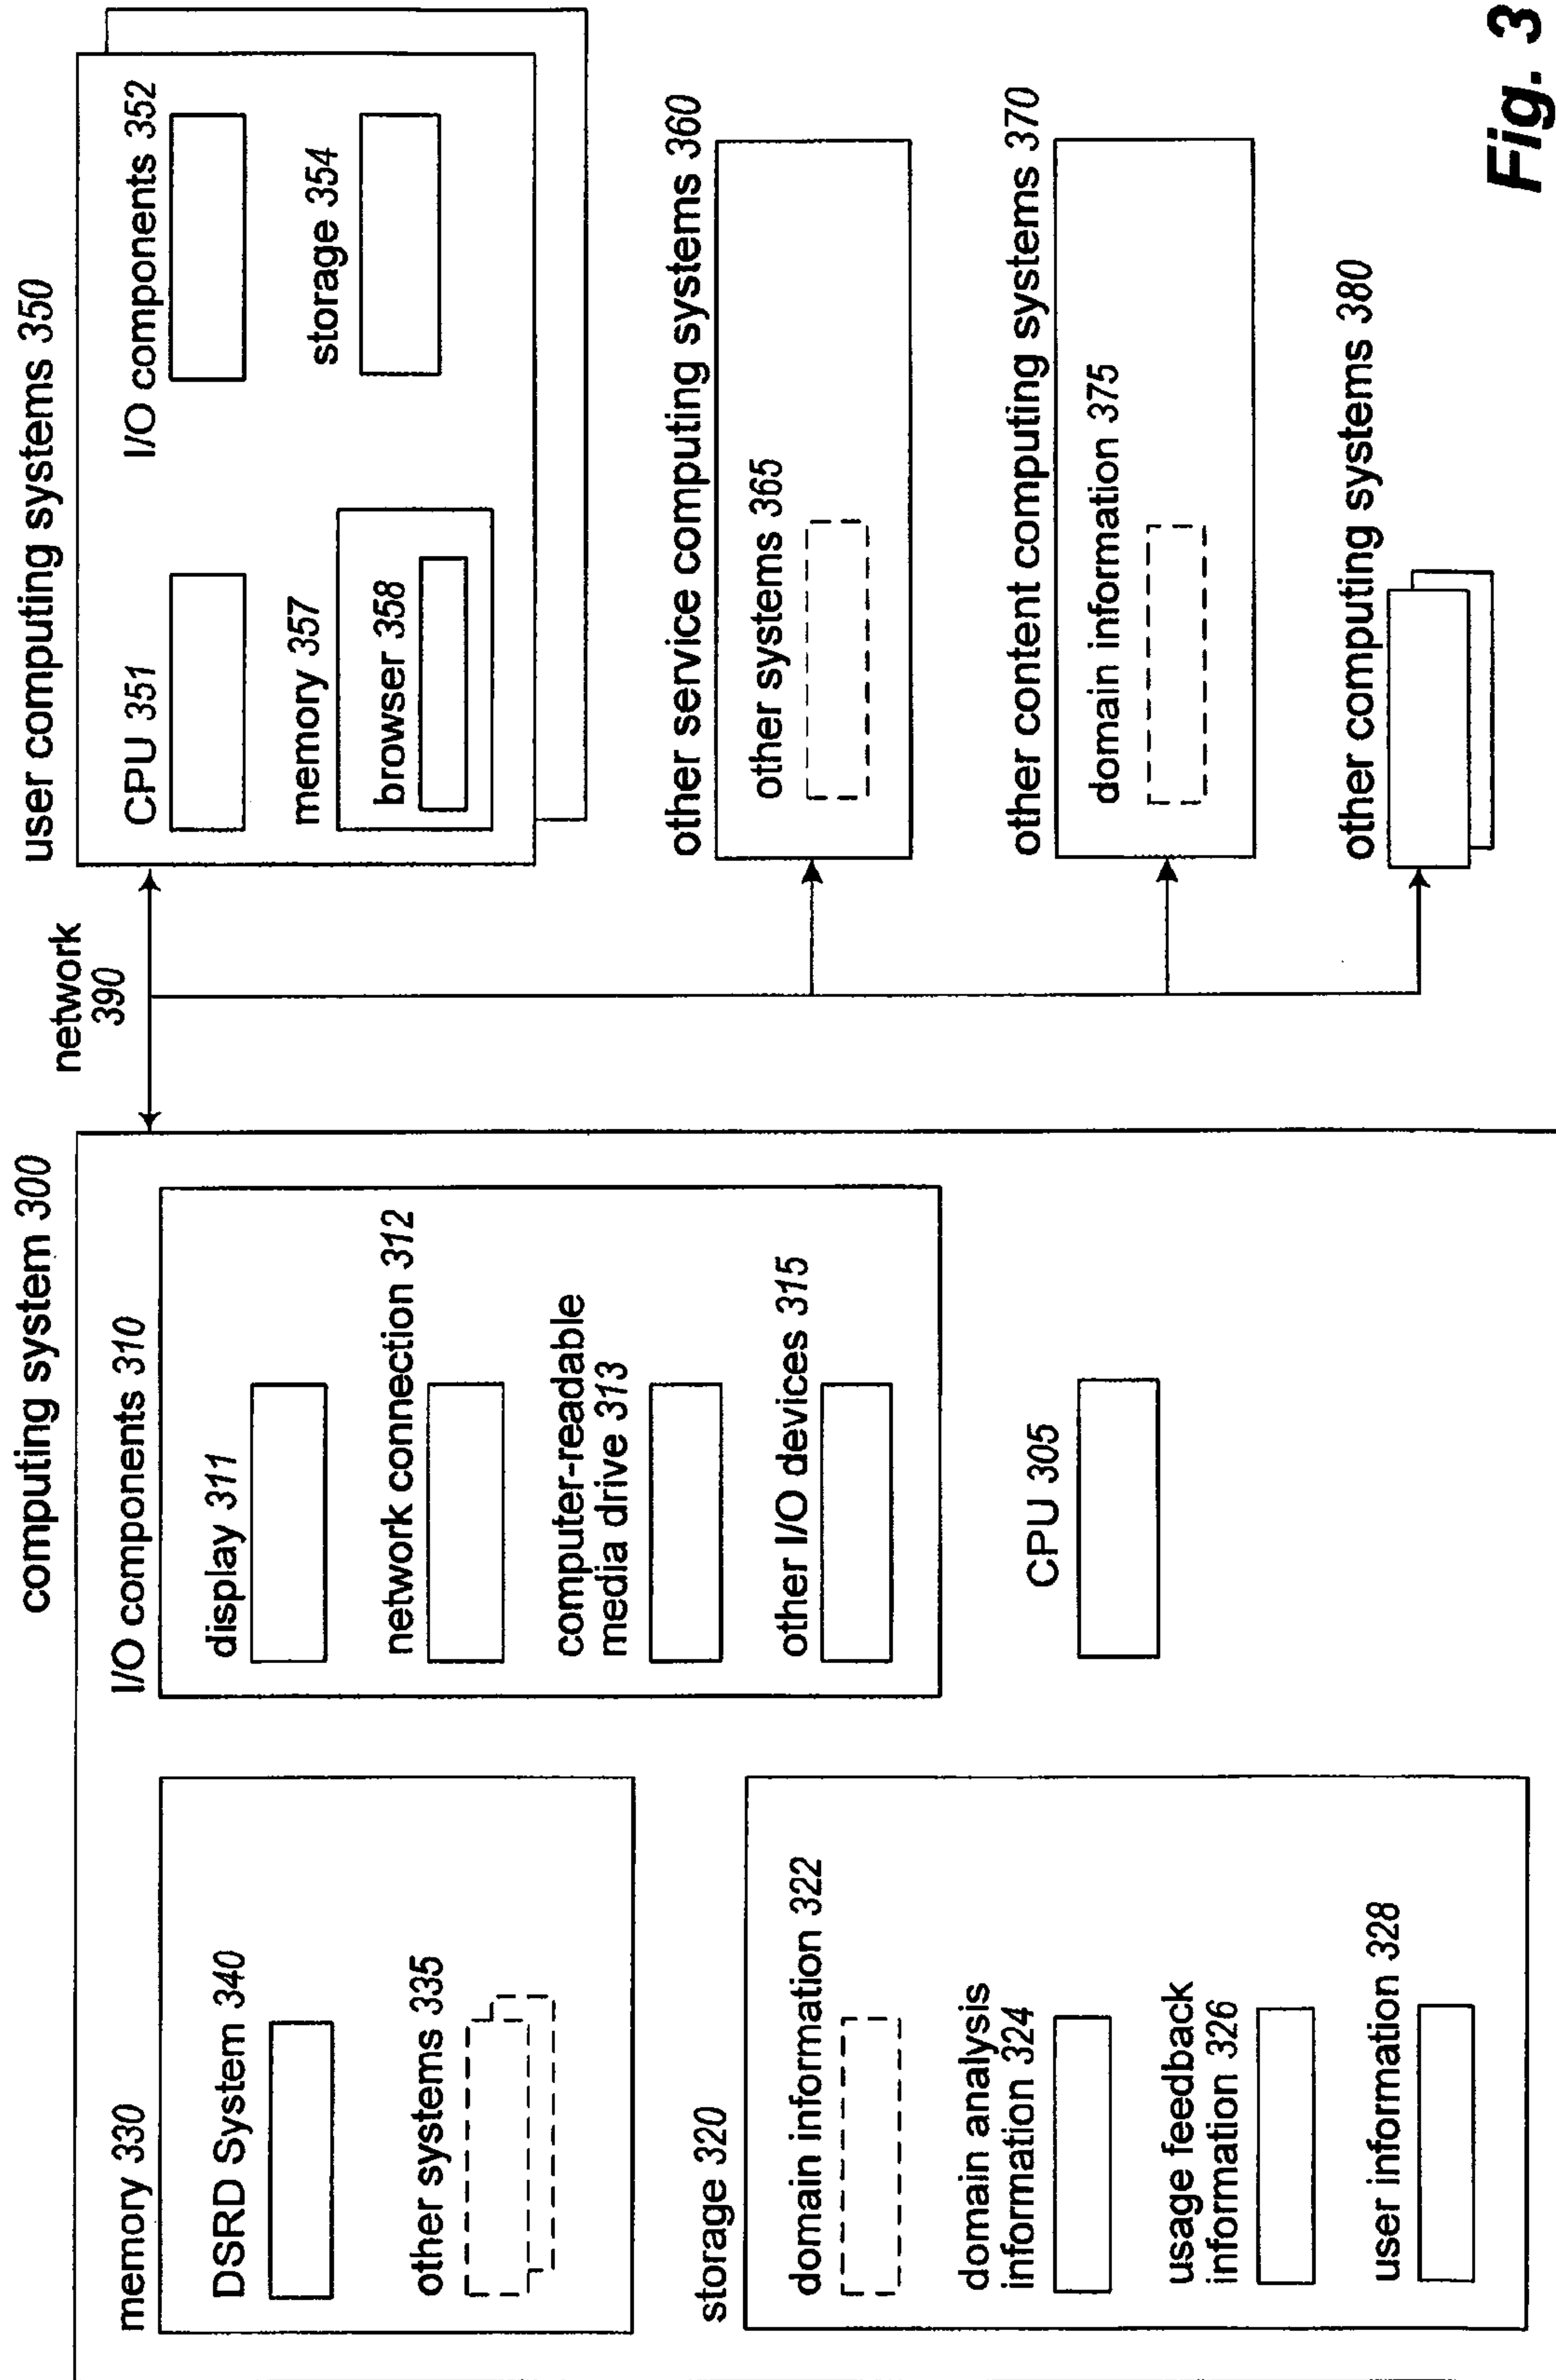 computing system 300
memory 330
DSRD System 340
other systems 335
storage 320
domain information 322
domain analysis
information 324
usage feedback
information 326
user information 328
I/O components 310
display 311
network connection 312
computer-readable
media drive 313
other I/O devices 315
CPU 305
network
390
user computing systems 350
CPU 351
I/O components 352
memory 357
browser 358
storage 354
other service computing systems 360
other systems 365
other content computing systems 370
domain information 375
other computing systems 380
Fig. 3